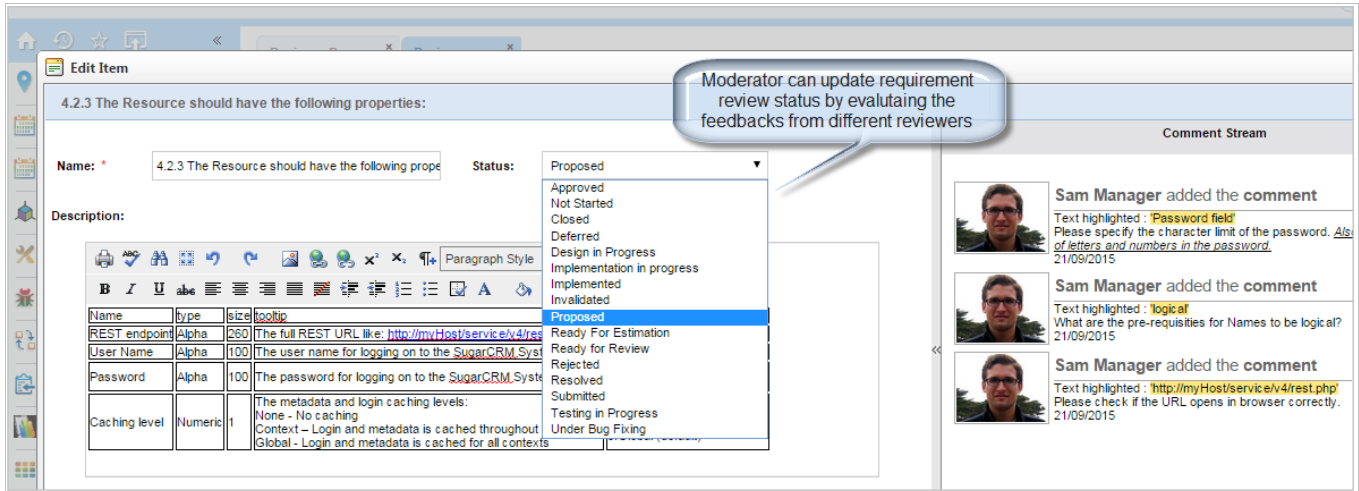 Edit Item
4.2.3 The Resource should have the following properties:
Moderator can update requirement
review status by evalutaing the
feedbacks from different reviewers
Name: *
4.2.3 The Resource should have the following prope
Status:
Proposed
Approved
Not Started
Closed
Deferred
Design in Progress
Implementation in progress
Implemented
Invalidated
Proposed
Ready For Estimation
Ready for Review
Rejected
Resolved
Submitted
Testing in Progress
Under Bug Fixing
Description:
Paragraph Style
Name type size tooltip
REST endpoint Alpha 260 The full REST URL like: http://myHost/service/v4/res
User Name Alpha 100 The user name for logging on to the SugarCRM Syst
Password Alpha 100 The password for logging on to the SugarCRM Syste
Caching level Numeric 1 The metadata and login caching levels:
None - No caching
Context – Login and metadata is cached throughout
Global - Login and metadata is cached for all contexts
Comment Stream
Sam Manager added the comment
Text highlighted : 'Password field'
Please specify the character limit of the password. Als
of letters and numbers in the password.
21/09/2015
Sam Manager added the comment
Text highlighted : 'logical'
What are the pre-requisities for Names to be logical?
21/09/2015
Sam Manager added the comment
Text highlighted : 'http://myHost/service/v4/rest.php'
Please check if the URL opens in browser correctly.
21/09/2015